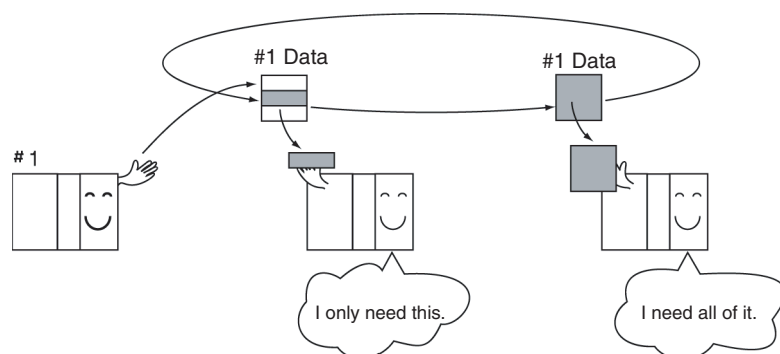 #1 Data
#1 Data
# 1
I only need this.
I need all of it.